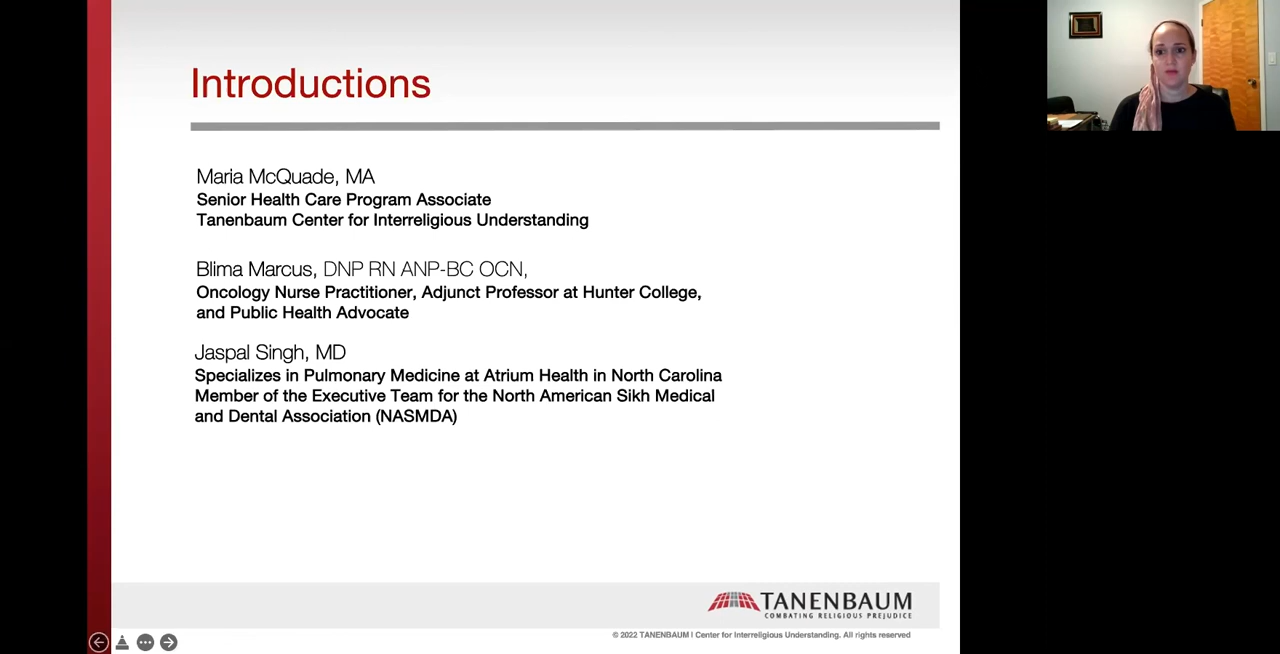 Introductions
Maria McQuade, MA
Senior Health Care Program Associate
Tanenbaum Center for Interreligious Understanding
Blima Marcus, DNP RN ANP-BC OCN,
Oncology Nurse Practitioner, Adjunct Professor at Hunter College,
and Public Health Advocate
Jaspal Singh, MD
Specializes in Pulmonary Medicine at Atrium Health in North Carolina
Member of the Executive Team for the North American Sikh Medical
and Dental Association (NASMDA)
TANENBAUM
COMBATING RELIGIOUS PREJUDICE
© 2022 TANENBAUM | Center for Interreligious Understanding. All rights reserved